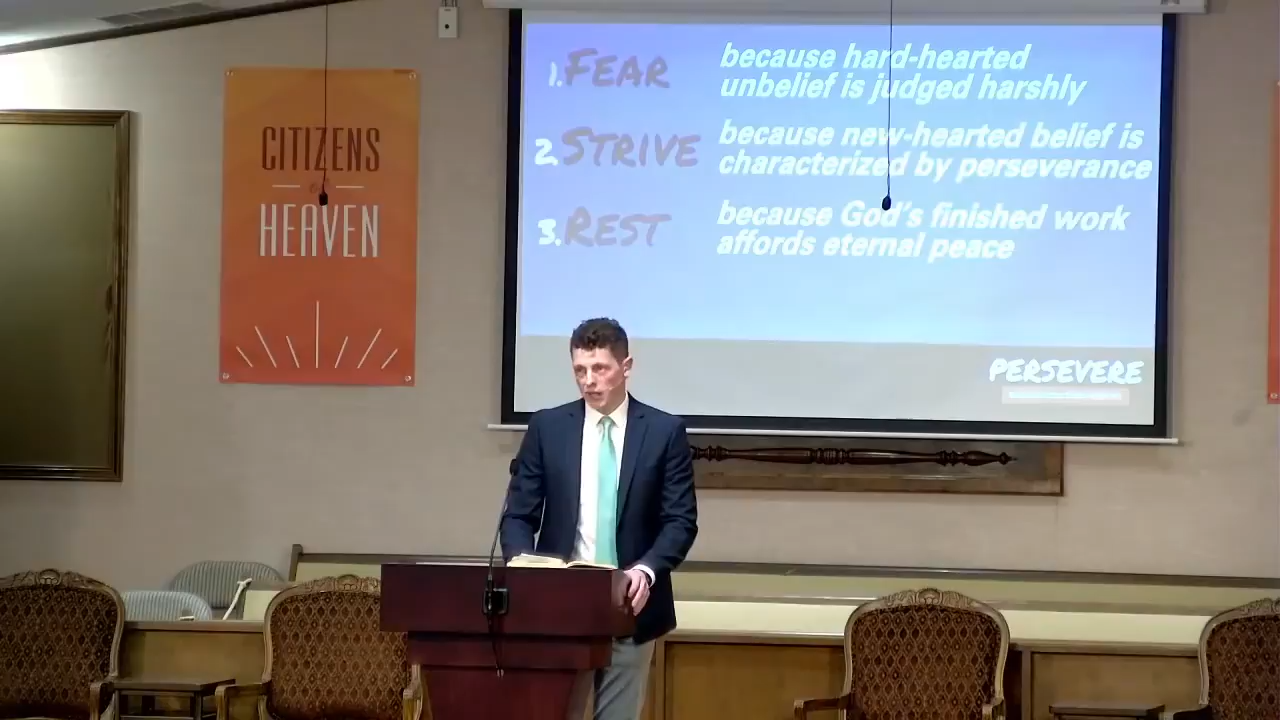 CITIZENS
of
HEAVEN
1. FEAR because hard-hearted
unbelief is judged harshly
2. STRIVE because new-hearted belief is
characterized by perseverance
3. REST because God's finished work
affords eternal peace
PERSEVERE